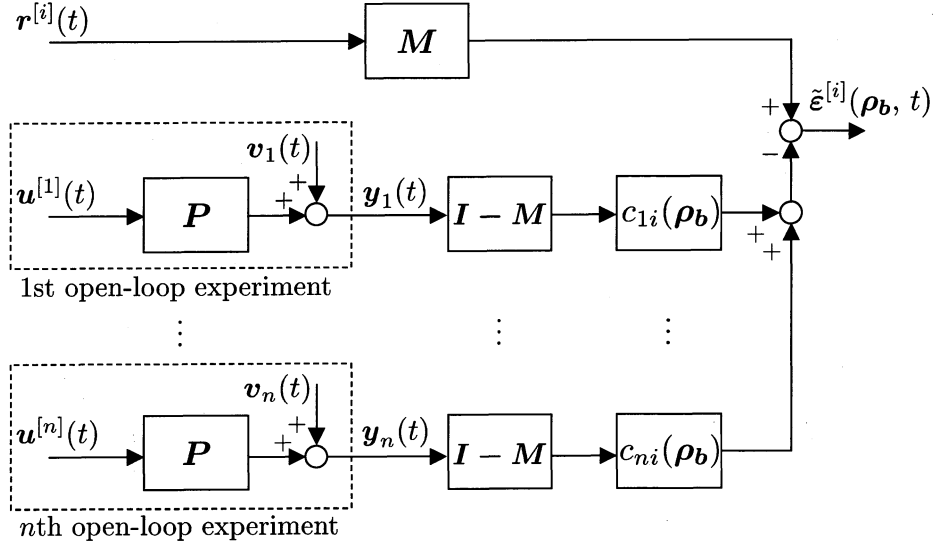 r^{[i]}(t)
M
+
ε̃^{[i]}(ρ_b, t)
−
v_1(t)
u^{[1]}(t)
P
+
+
y_1(t)
I − M
c_{1i}(ρ_b)
+
+
1st open-loop experiment
⋮ ⋮ ⋮
v_n(t)
u^{[n]}(t)
P
+
+
y_n(t)
I − M
c_{ni}(ρ_b)
nth open-loop experiment